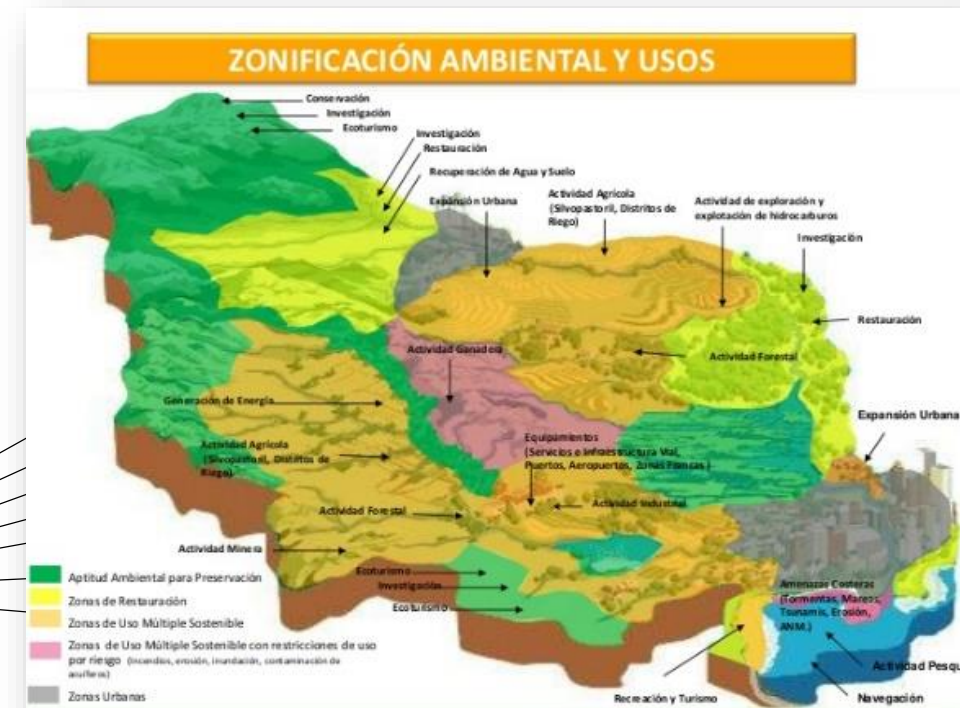 ZONIFICACIÓN AMBIENTAL Y USOS
Conservación
Investigación
Ecoturismo
Investigación
Restauración
Recuperación de Agua y Suelo
Expansión Urbana
Actividad Agrícola
(Silvopastoril, Distritos de
Riego)
Actividad de exploración y
explotación de hidrocarburos
Investigación
Restauración
Actividad Ganadera
Actividad Forestal
Generación de Energía
Expansión Urbana
Actividad Agrícola
(Silvopastoril, Distritos de
Riego)
Equipamientos
(Servicios e Infraestructura Vial,
Puertos, Aeropuertos, Zonas Francas )
Actividad Forestal
Actividad Industrial
Actividad Minera
Ecoturismo
Investigación
Ecoturismo
Amenazas Costeras
(Tormentas, Mareas,
Tsunamis, Erosión,
ANM.)
Actividad Pesqu
Navegación
Recreación y Turismo
Aptitud Ambiental para Preservación
Zonas de Restauración
Zonas de Uso Múltiple Sostenible
Zonas de Uso Múltiple Sostenible con restricciones de uso
por riesgo (incendios, erosión, inundación, contaminación de
acuíferos)
Zonas Urbanas